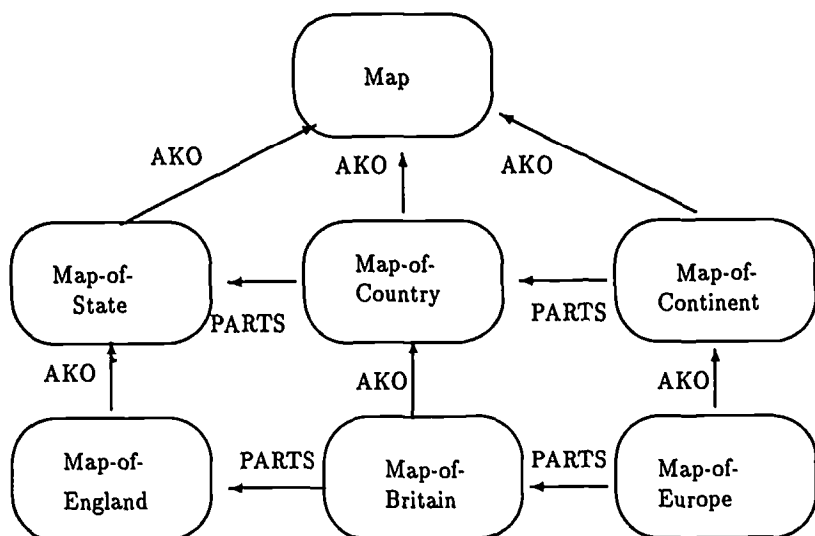 Map
AKO
AKO
AKO
Map-of-
State
Map-of-
Country
Map-of-
Continent
PARTS
PARTS
AKO
AKO
AKO
Map-of-
England
PARTS
Map-of-
Britain
PARTS
Map-of-
Europe